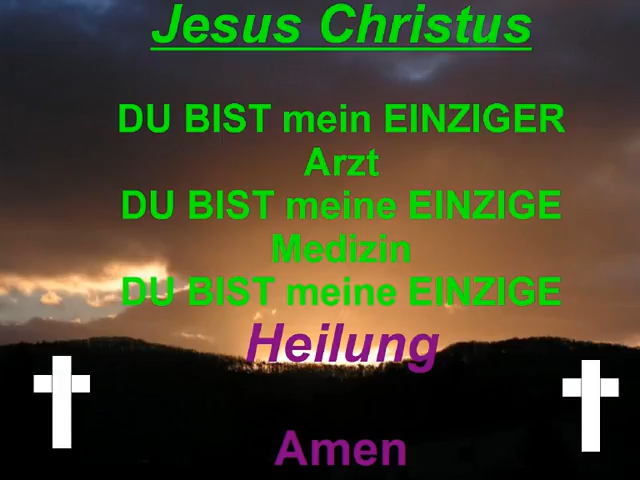 Jesus Christus
DU BIST mein EINZIGER
Arzt
DU BIST meine EINZIGE
Medizin
DU BIST meine EINZIGE
Heilung
Amen